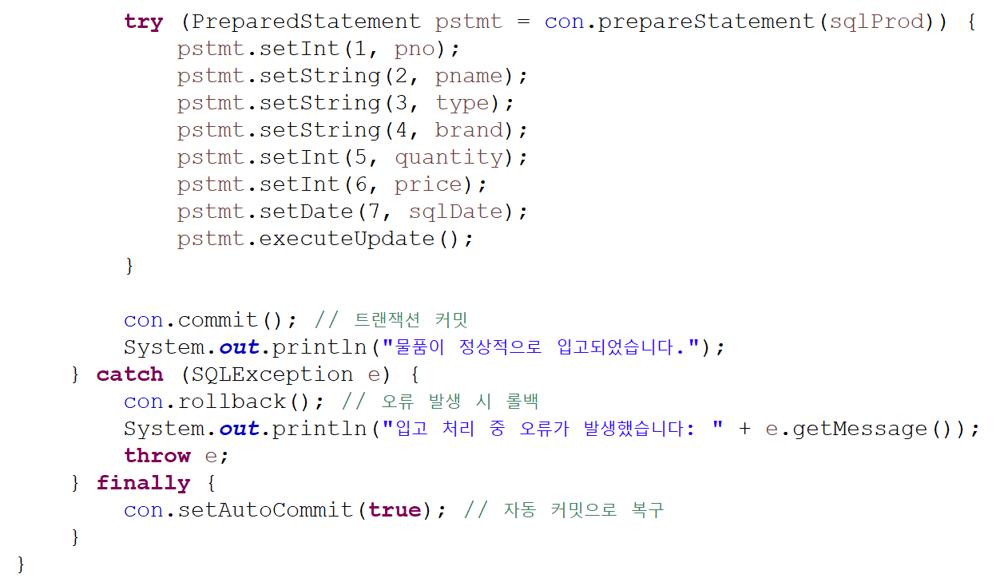 try (PreparedStatement pstmt = con.prepareStatement(sqlProd)) {
pstmt.setInt(1, pno);
pstmt.setString(2, pname);
pstmt.setString(3, type);
pstmt.setString(4, brand);
pstmt.setInt(5, quantity);
pstmt.setInt(6, price);
pstmt.setDate(7, sqlDate);
pstmt.executeUpdate();
}
con.commit(); // 트랜잭션 커밋
System.out.println("물품이 정상적으로 입고되었습니다.");
} catch (SQLException e) {
con.rollback(); // 오류 발생 시 롤백
System.out.println("입고 처리 중 오류가 발생했습니다: " + e.getMessage());
throw e;
} finally {
con.setAutoCommit(true); // 자동 커밋으로 복구
}
}